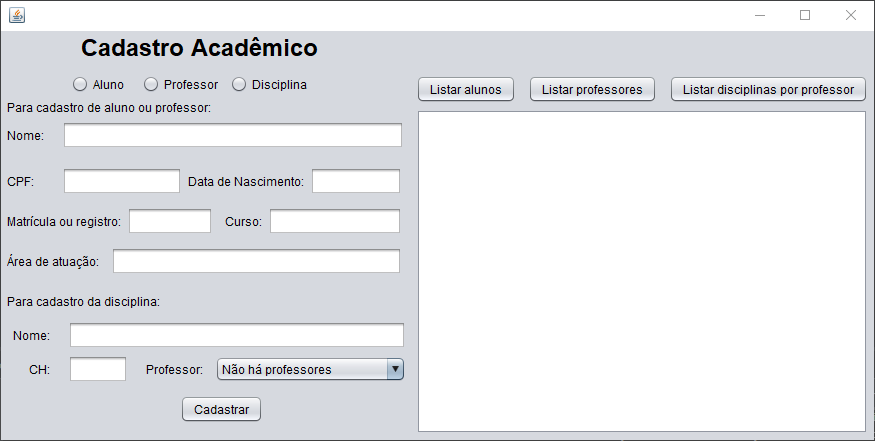 Cadastro Acadêmico
Aluno Professor Disciplina
Listar alunos Listar professores Listar disciplinas por professor
Para cadastro de aluno ou professor:
Nome:
CPF: Data de Nascimento:
Matrícula ou registro: Curso:
Área de atuação:
Para cadastro da disciplina:
Nome:
CH: Professor: Não há professores
Cadastrar